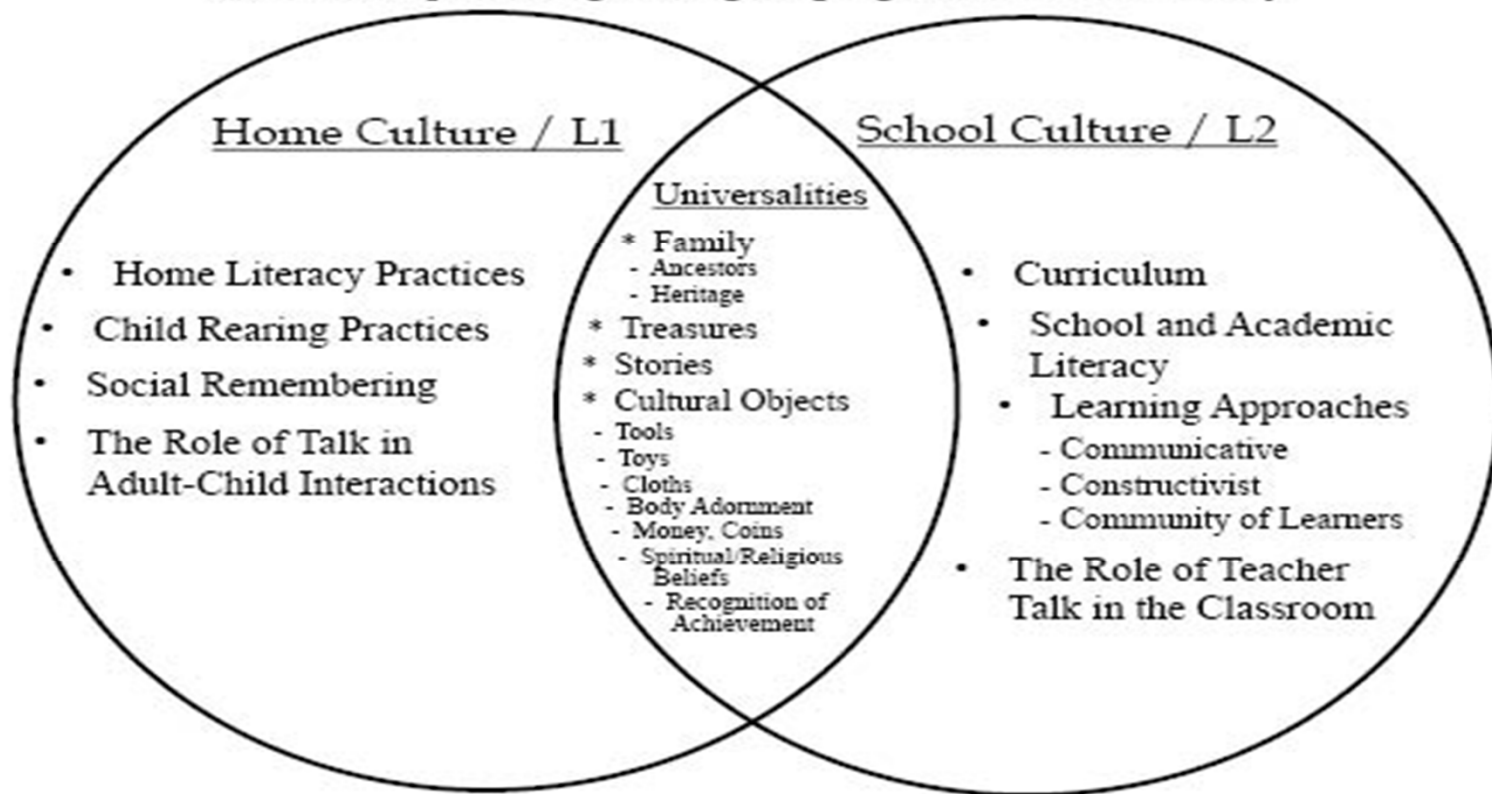 Home Culture / L1
• Home Literacy Practices
• Child Rearing Practices
• Social Remembering
• The Role of Talk in
Adult-Child Interactions
Universalities
* Family
- Ancestors
- Heritage
* Treasures
* Stories
* Cultural Objects
- Tools
- Toys
- Cloths
- Body Adornment
- Money, Coins
- Spiritual/Religious
Beliefs
- Recognition of
Achievement
School Culture / L2
• Curriculum
• School and Academic
Literacy
• Learning Approaches
- Communicative
- Constructivist
- Community of Learners
• The Role of Teacher
Talk in the Classroom